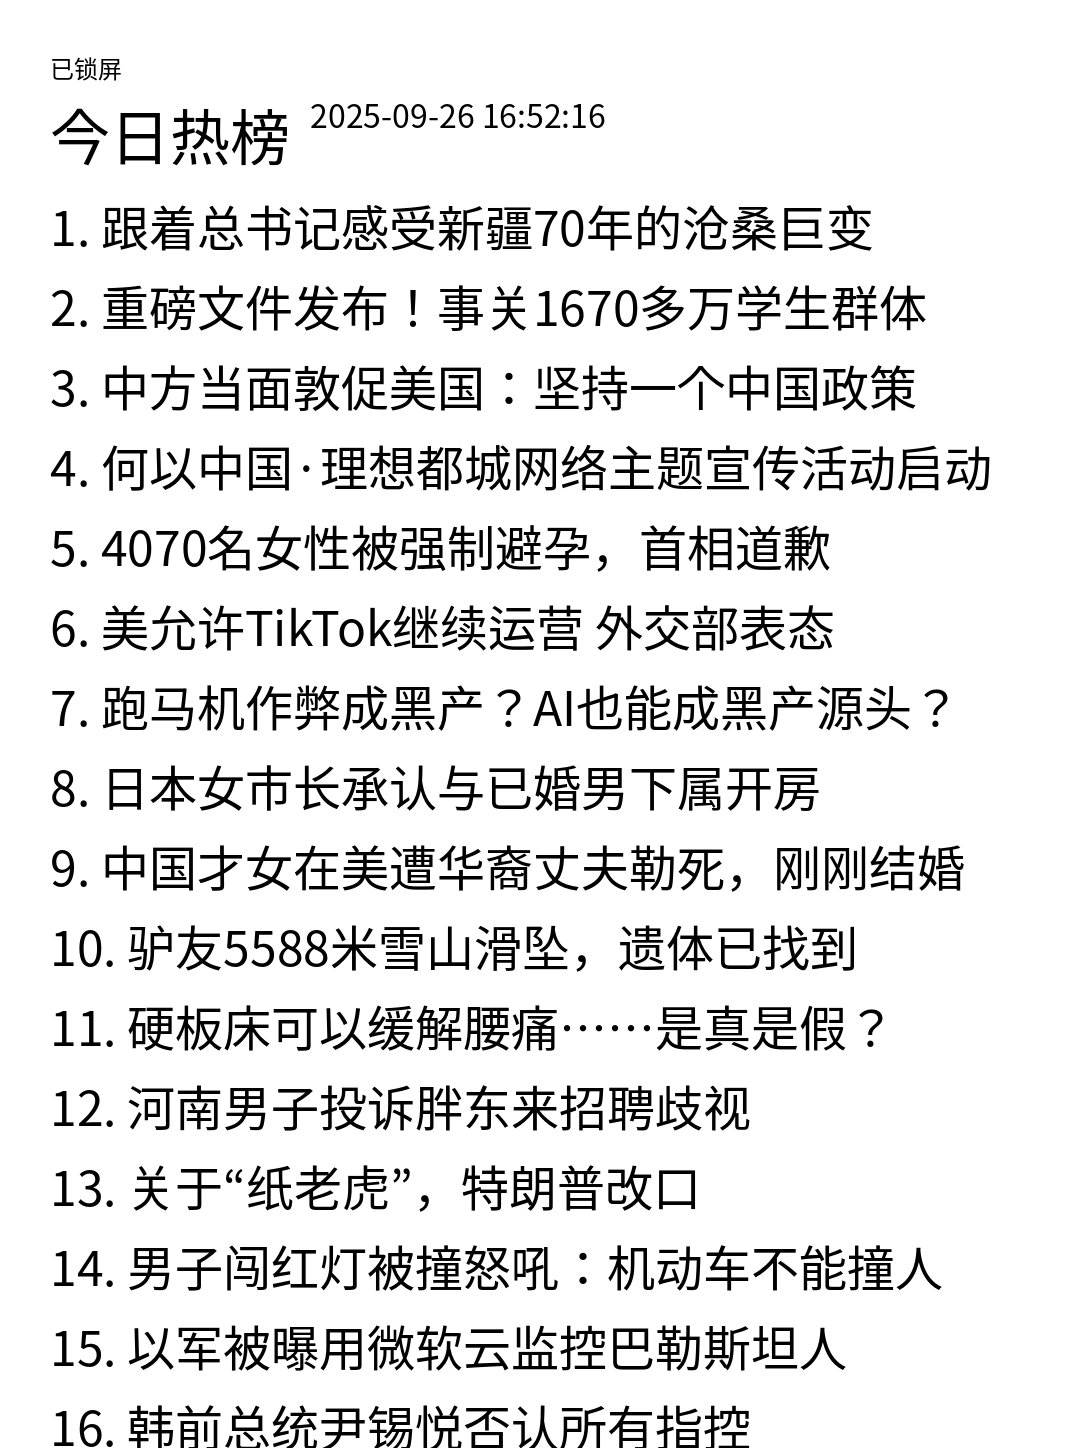 已锁屏
今日热榜 2025-09-26 16:52:16
1. 跟着总书记感受新疆70年的沧桑巨变
2. 重磅文件发布！事关1670多万学生群体
3. 中方当面敦促美国：坚持一个中国政策
4. 何以中国·理想都城网络主题宣传活动启动
5. 4070名女性被强制避孕，首相道歉
6. 美允许TikTok继续运营 外交部表态
7. 跑马机作弊成黑产？AI也能成黑产源头？
8. 日本女市长承认与已婚男下属开房
9. 中国才女在美遭华裔丈夫勒死，刚刚结婚
10. 驴友5588米雪山滑坠，遗体已找到
11. 硬板床可以缓解腰痛……是真是假？
12. 河南男子投诉胖东来招聘歧视
13. 关于“纸老虎”，特朗普改口
14. 男子闯红灯被撞怒吼：机动车不能撞人
15. 以军被曝用微软云监控巴勒斯坦人
16. 韩前总统尹锡悦否认所有指控